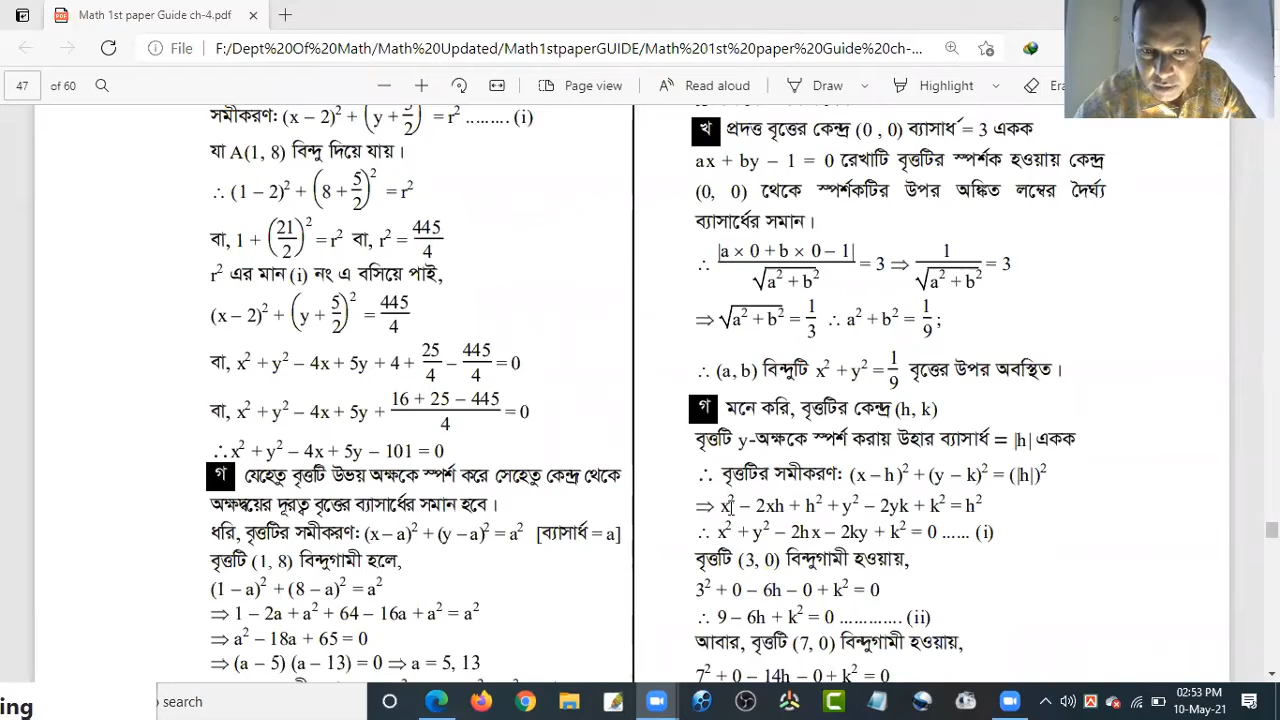 Math 1st paper Guide ch-4.pdf
File
F:/Dept%20Of%20Math/Math%20Updated/Math1stpaperGUIDE/Math%201st%20paper%20Guide%20ch-...
47 of 60
Page view
Read aloud
Draw
Highlight
Era
সমীকরণঃ (x – 2)² + (y + 5/2)² = r² ......... (i)
যা A(1, 8) বিন্দু দিয়ে যায়।
∴ (1 – 2)² + (8 + 5/2)² = r²
বা, 1 + (21/2)² = r² বা, r² = 445/4
r² এর মান (i) নং এ বসিয়ে পাই,
(x – 2)² + (y + 5/2)² = 445/4
বা, x² + y² – 4x + 5y + 4 + 25/4 – 445/4 = 0
বা, x² + y² – 4x + 5y + (16 + 25 – 445)/4 = 0
∴ x² + y² – 4x + 5y – 101 = 0
গ যেহেতু বৃত্তটি উভয় অক্ষকে স্পর্শ করে সেহেতু কেন্দ্র থেকে
অক্ষদ্বয়ের দূরত্ব বৃত্তের ব্যাসার্ধের সমান হবে।
ধরি, বৃত্তটির সমীকরণঃ (x – a)² + (y – a)² = a² [ব্যাসার্ধ = a]
বৃত্তটি (1, 8) বিন্দুগামী হলে,
(1 – a)² + (8 – a)² = a²
⇒ 1 – 2a + a² + 64 – 16a + a² = a²
⇒ a² – 18a + 65 = 0
⇒ (a – 5) (a – 13) = 0 ⇒ a = 5, 13
খ প্রদত্ত বৃত্তের কেন্দ্র (0 , 0) ব্যাসার্ধ = 3 একক
ax + by – 1 = 0 রেখাটি বৃত্তটির স্পর্শক হওয়ায় কেন্দ্র
(0, 0) থেকে স্পর্শকটির উপর অঙ্কিত লম্বের দৈর্ঘ্য
ব্যাসার্ধের সমান।
∴ |a × 0 + b × 0 – 1|/√(a² + b²) = 3 ⇒ 1/√(a² + b²) = 3
⇒ √(a² + b²) = 1/3 ∴ a² + b² = 1/9 ;
∴ (a, b) বিন্দুটি x² + y² = 1/9 বৃত্তের উপর অবস্থিত।
গ মনে করি, বৃত্তটির কেন্দ্র (h, k)
বৃত্তটি y-অক্ষকে স্পর্শ করায় উহার ব্যাসার্ধ = |h| একক
∴ বৃত্তটির সমীকরণঃ (x – h)² + (y – k)² = (|h|)²
⇒ x² – 2xh + h² + y² – 2yk + k² = h²
∴ x² + y² – 2hx – 2ky + k² = 0 ...... (i)
বৃত্তটি (3, 0) বিন্দুগামী হওয়ায়,
3² + 0 – 6h – 0 + k² = 0
∴ 9 – 6h + k² = 0 ............. (ii)
আবার, বৃত্তটি (7, 0) বিন্দুগামী হওয়ায়,
7² + 0 – 14h – 0 + k² = 0
ing
search
02:53 PM
10-May-21